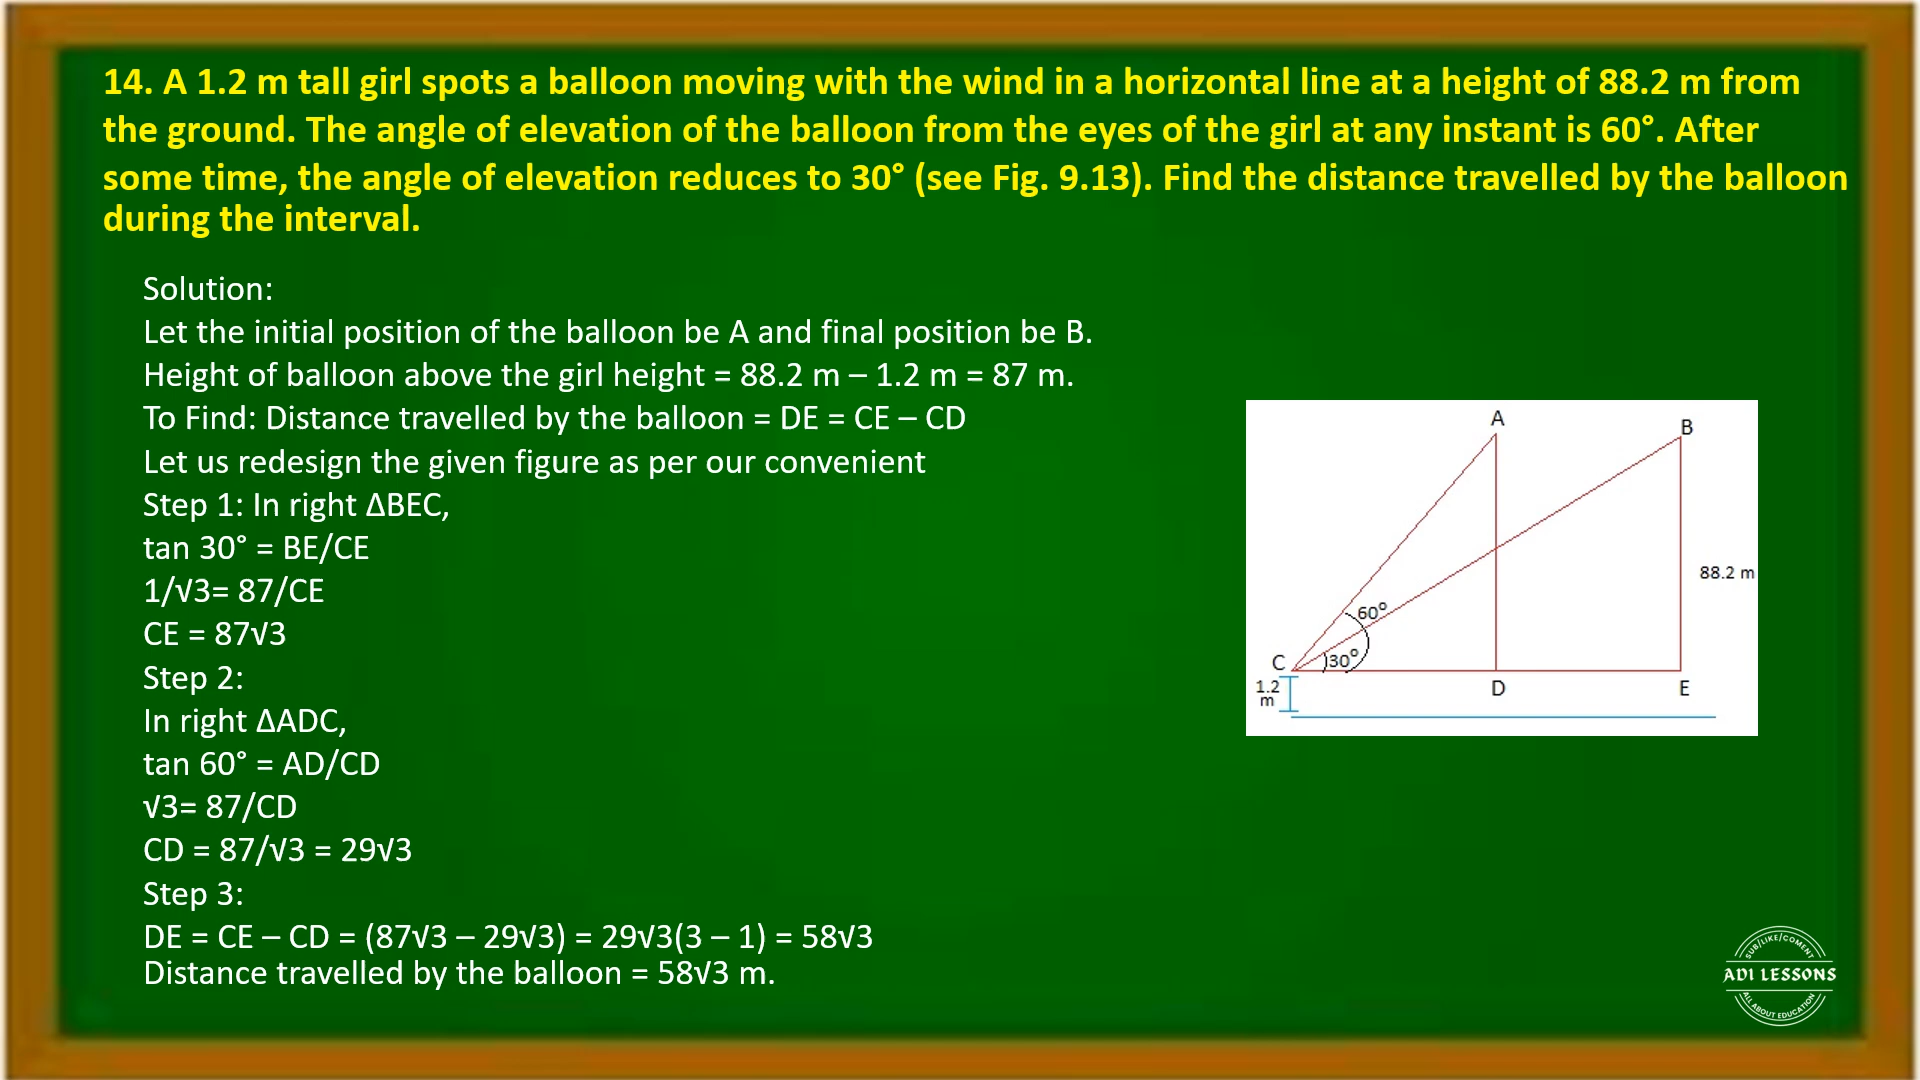 14. A 1.2 m tall girl spots a balloon moving with the wind in a horizontal line at a height of 88.2 m from
the ground. The angle of elevation of the balloon from the eyes of the girl at any instant is 60°. After
some time, the angle of elevation reduces to 30° (see Fig. 9.13). Find the distance travelled by the balloon
during the interval.
Solution:
Let the initial position of the balloon be A and final position be B.
Height of balloon above the girl height = 88.2 m – 1.2 m = 87 m.
To Find: Distance travelled by the balloon = DE = CE – CD
Let us redesign the given figure as per our convenient
Step 1: In right ΔBEC,
tan 30° = BE/CE
1/√3= 87/CE
CE = 87√3
Step 2:
In right ΔADC,
tan 60° = AD/CD
√3= 87/CD
CD = 87/√3 = 29√3
Step 3:
DE = CE – CD = (87√3 – 29√3) = 29√3(3 – 1) = 58√3
Distance travelled by the balloon = 58√3 m.
A
B
88.2 m
60°
30°
C
D
E
1.2
m
SUB/LIKE/COMENT
ADI LESSONS
ALL ABOUT EDUCATION